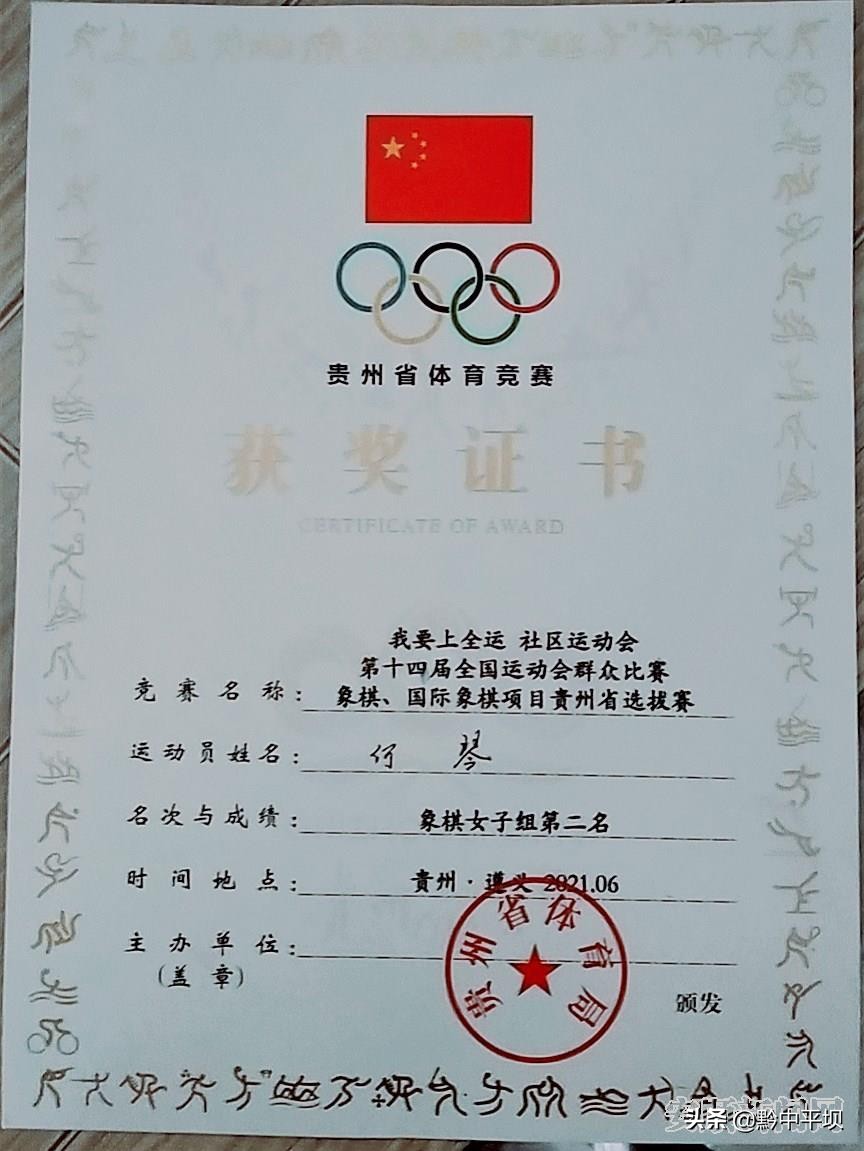 贵州省体育竞赛
获奖证书
CERTIFICATE OF AWARD
我要上全运 社区运动会
第十四届全国运动会群众比赛
竞赛名称: 象棋、国际象棋项目贵州省选拔赛
运动员姓名: 何琴
名次与成绩: 象棋女子组第二名
时间地点: 贵州·遵义 2021.06
主办单位:
(盖章)
贵州省体育局
颁发
安顺新闻网
头条 @黔中平坝